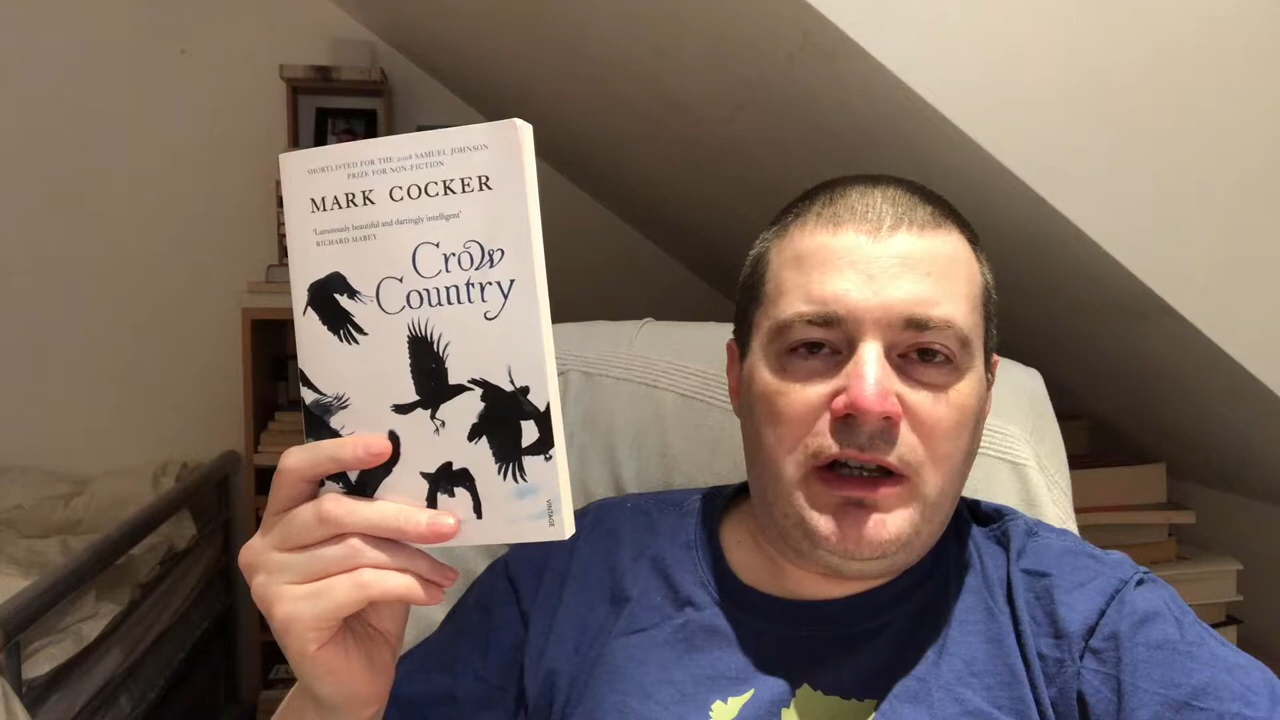 SHORTLISTED FOR THE 2008 SAMUEL JOHNSON
PRIZE FOR NON-FICTION
MARK COCKER
'Luminously beautiful and dartingly intelligent'
RICHARD MABEY
Crow
Country
VINTAGE